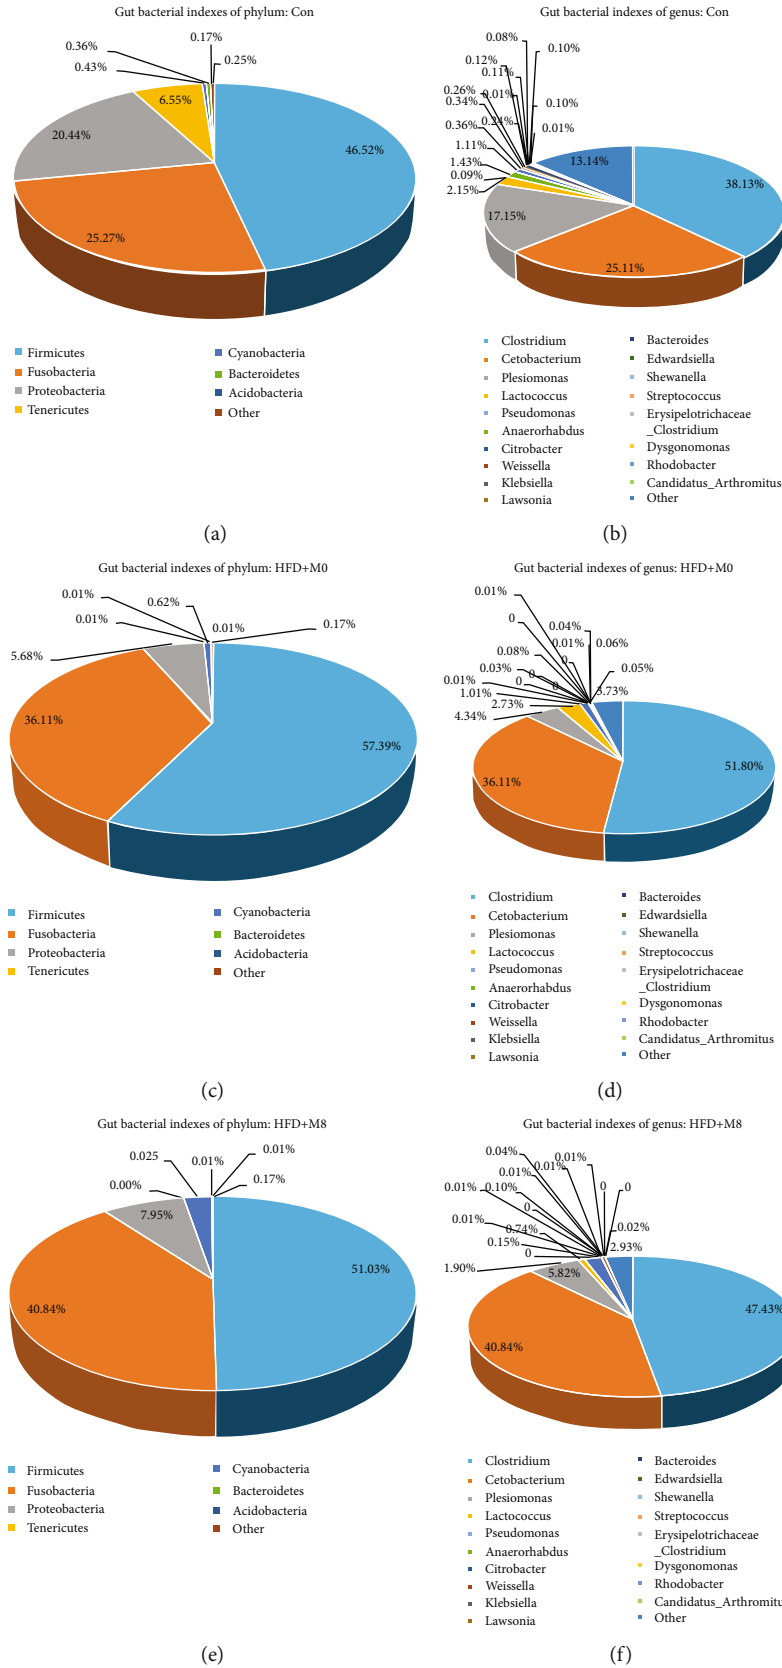 Gut bacterial indexes of phylum: Con
0.17%
0.36%
0.25%
0.43%
6.55%
20.44%
46.52%
25.27%
Firmicutes
Fusobacteria
Proteobacteria
Tenericutes
Cyanobacteria
Bacteroidetes
Acidobacteria
Other
(a)
Gut bacterial indexes of genus: Con
0.08%
0.10%
0.12%
0.11%
0.26%
0.01%
0.34%
0.10%
0.36%
0.24%
0.01%
1.11%
13.14%
1.43%
0.09%
2.15%
38.13%
17.15%
25.11%
Clostridium
Cetobacterium
Plesiomonas
Lactococcus
Pseudomonas
Anaerorhabdus
Citrobacter
Weissella
Klebsiella
Lawsonia
Bacteroides
Edwardsiella
Shewanella
Streptococcus
Erysipelotrichaceae
_Clostridium
Dysgonomonas
Rhodobacter
Candidatus_Arthromitus
Other
(b)
Gut bacterial indexes of phylum: HFD+M0
0.01%
0.62%
0.01%
0.01%
0.17%
5.68%
36.11%
57.39%
Firmicutes
Fusobacteria
Proteobacteria
Tenericutes
Cyanobacteria
Bacteroidetes
Acidobacteria
Other
(c)
Gut bacterial indexes of genus: HFD+M0
0.01%
0
0.04%
0.01%
0.06%
0.08%
0
0.03%
0
0.05%
0.01%
0
0
1.01%
3.73%
2.73%
4.34%
51.80%
36.11%
Clostridium
Cetobacterium
Plesiomonas
Lactococcus
Pseudomonas
Anaerorhabdus
Citrobacter
Weissella
Klebsiella
Lawsonia
Bacteroides
Edwardsiella
Shewanella
Streptococcus
Erysipelotrichaceae
_Clostridium
Dysgonomonas
Rhodobacter
Candidatus_Arthromitus
Other
(d)
Gut bacterial indexes of phylum: HFD+M8
0.01%
0.025
0.01%
0.00%
0.17%
7.95%
51.03%
40.84%
Firmicutes
Fusobacteria
Proteobacteria
Tenericutes
Cyanobacteria
Bacteroidetes
Acidobacteria
Other
(e)
Gut bacterial indexes of genus: HFD+M8
0.04%
0.01%
0.01%
0.01%
0.01%
0.10%
0
0
0
0.01%
0.74%
0.02%
0.15%
0
2.93%
1.90%
5.82%
47.43%
40.84%
Clostridium
Cetobacterium
Plesiomonas
Lactococcus
Pseudomonas
Anaerorhabdus
Citrobacter
Weissella
Klebsiella
Lawsonia
Bacteroides
Edwardsiella
Shewanella
Streptococcus
Erysipelotrichaceae
_Clostridium
Dysgonomonas
Rhodobacter
Candidatus_Arthromitu
Other
(f)